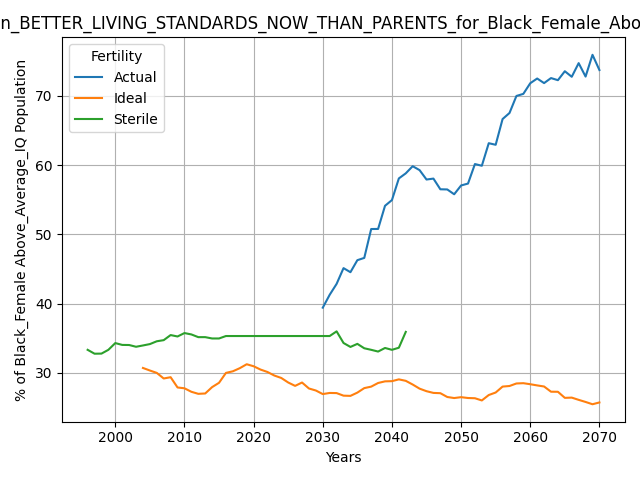 n_BETTER_LIVING_STANDARDS_NOW_THAN_PARENTS_for_Black_Female_Abo
Fertility
Actual
Ideal
Sterile
% of Black_Female Above_Average_IQ Population
70
60
50
40
30
2000 2010 2020 2030 2040 2050 2060 2070
Years